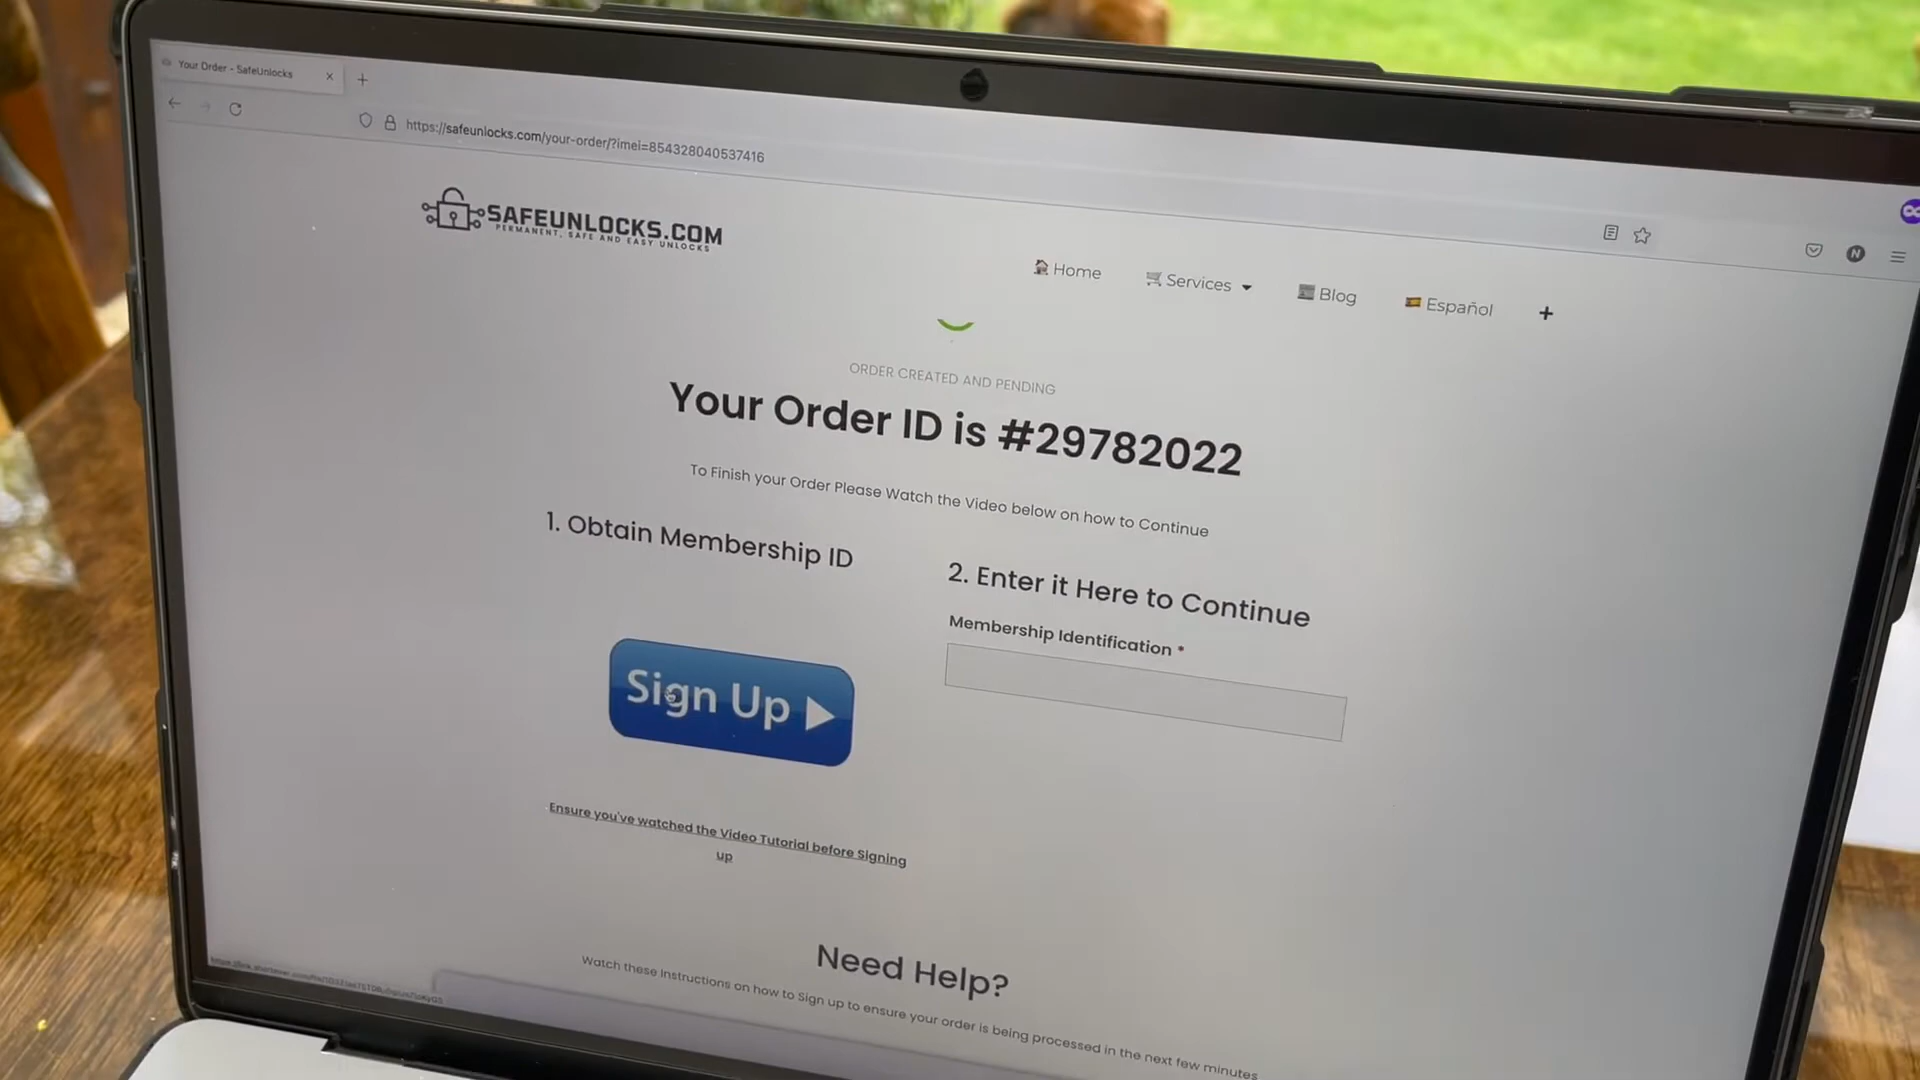 Your Order - SafeUnlocks
https://safeunlocks.com/your-order/?imei=854328040537416
N
SAFEUNLOCKS.COM
PERMANENT, SAFE AND EASY UNLOCKS
Home
Services
Blog
Español
ORDER CREATED AND PENDING
Your Order ID is #29782022
To Finish your Order Please Watch the Video below on how to Continue
1. Obtain Membership ID
2. Enter it Here to Continue
Membership Identification *
Sign Up
Ensure you've watched the Video Tutorial before Signing
up
Need Help?
Watch these Instructions on how to Sign up to ensure your order is being processed in the next few minutes